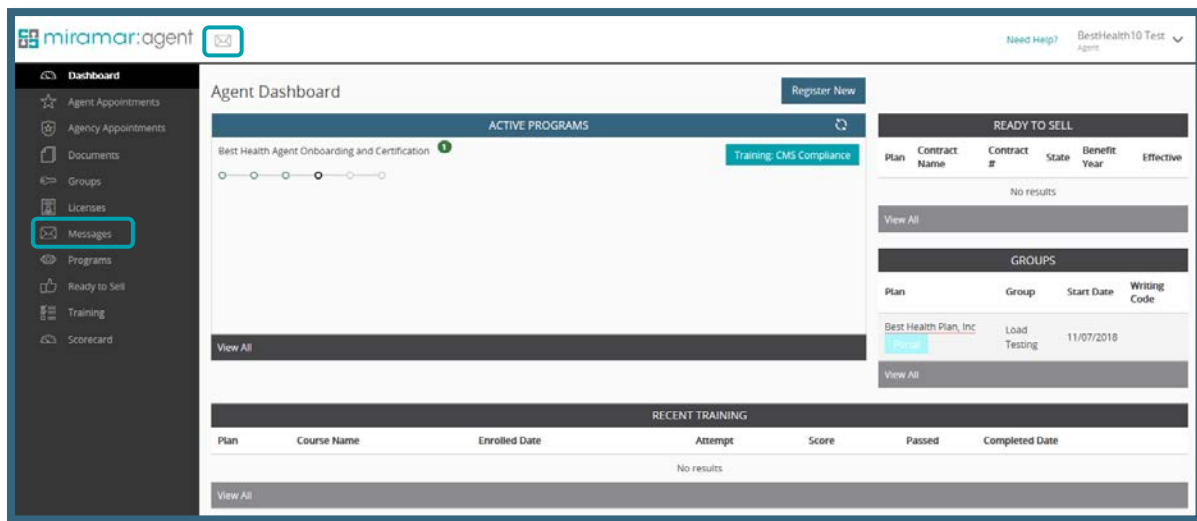 miramar:agent
Need Help?
BestHealth10 Test
Agent
Dashboard
Agent Appointments
Agency Appointments
Documents
Groups
Licenses
Messages
Programs
Ready to Sell
Training
Scorecard
Agent Dashboard
Register New
ACTIVE PROGRAMS
Best Health Agent Onboarding and Certification 1
Training: CMS Compliance
View All
READY TO SELL
Plan Contract Name Contract # State Benefit Year Effective
No results
View All
GROUPS
Plan Group Start Date Writing Code
Best Health Plan, Inc Load Testing 11/07/2018
Portal
View All
RECENT TRAINING
Plan Course Name Enrolled Date Attempt Score Passed Completed Date
No results
View All